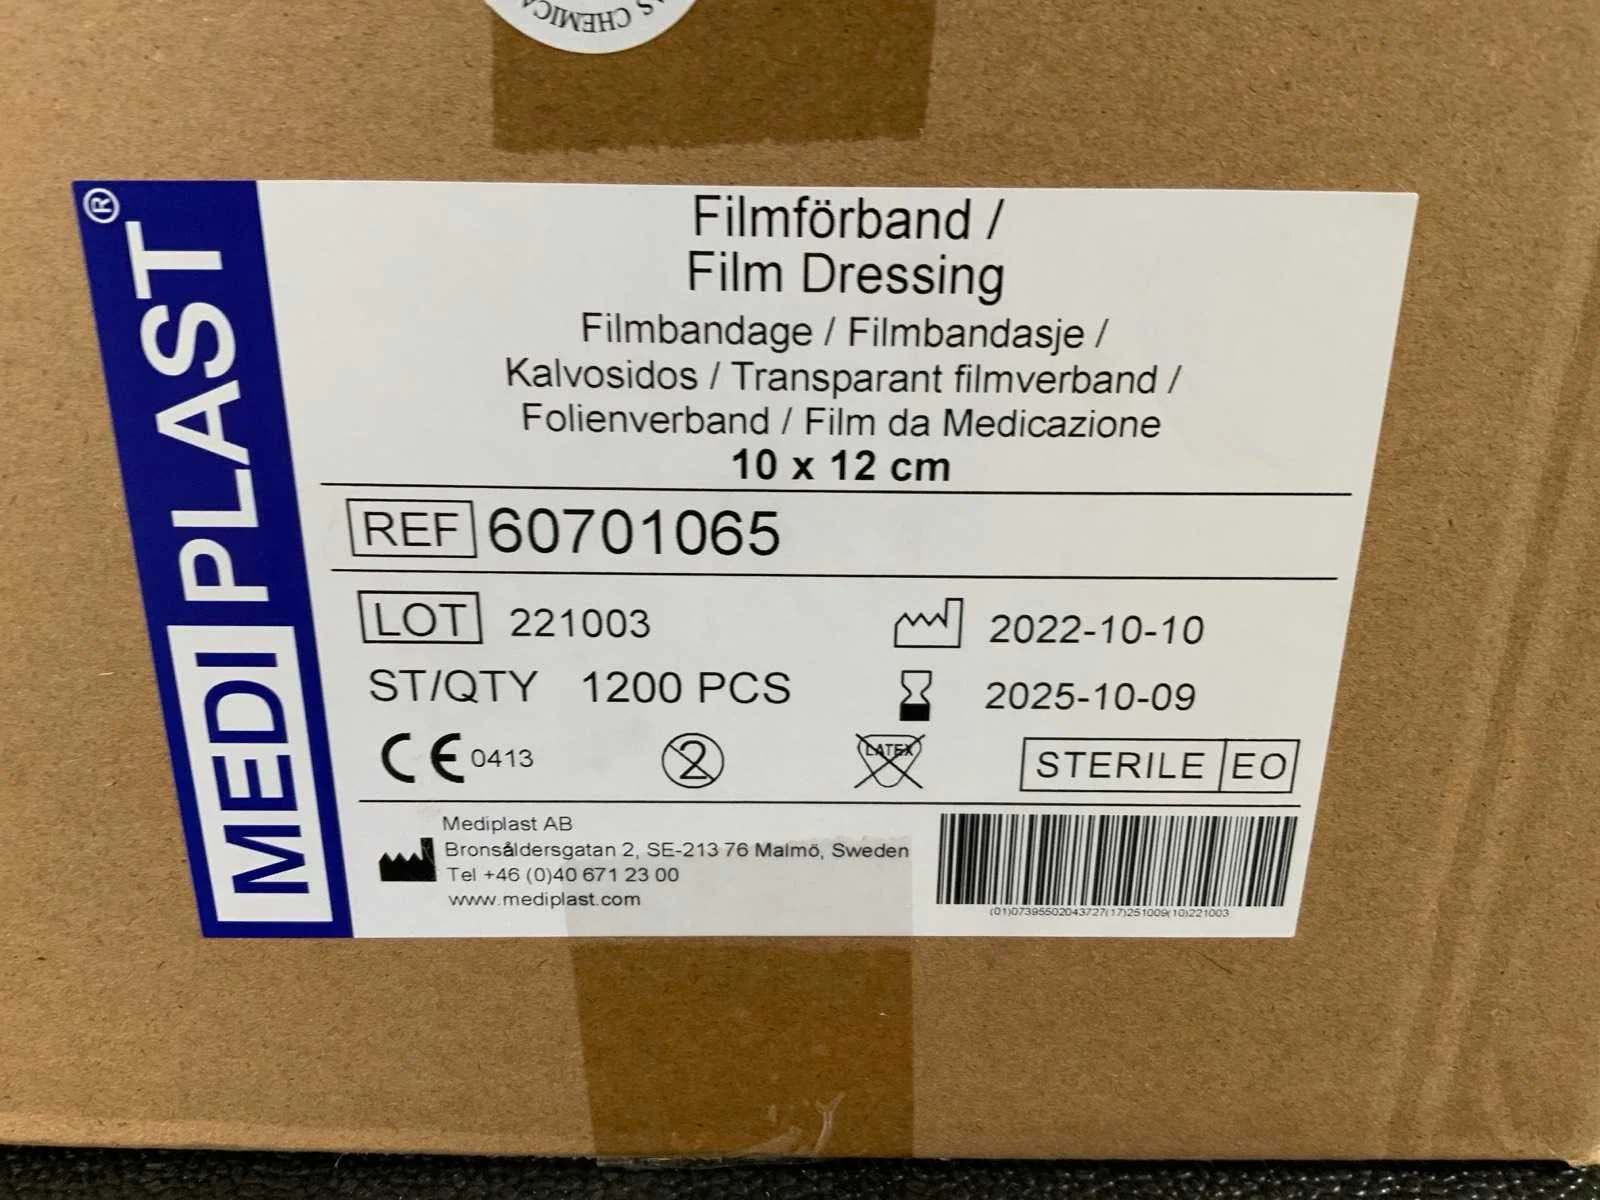 AS CHEMICA
MEDIPLAST®
Filmförband /
Film Dressing
Filmbandage / Filmbandasje /
Kalvosidos / Transparant filmverband /
Folienverband / Film da Medicazione
10 x 12 cm
REF 60701065
LOT 221003 2022-10-10
ST/QTY 1200 PCS 2025-10-09
CE 0413 2 LATEX STERILE EO
Mediplast AB
Bronsåldersgatan 2, SE-213 76 Malmö, Sweden
Tel +46 (0)40 671 23 00
www.mediplast.com
(01)07395502043727(17)251009(10)221003